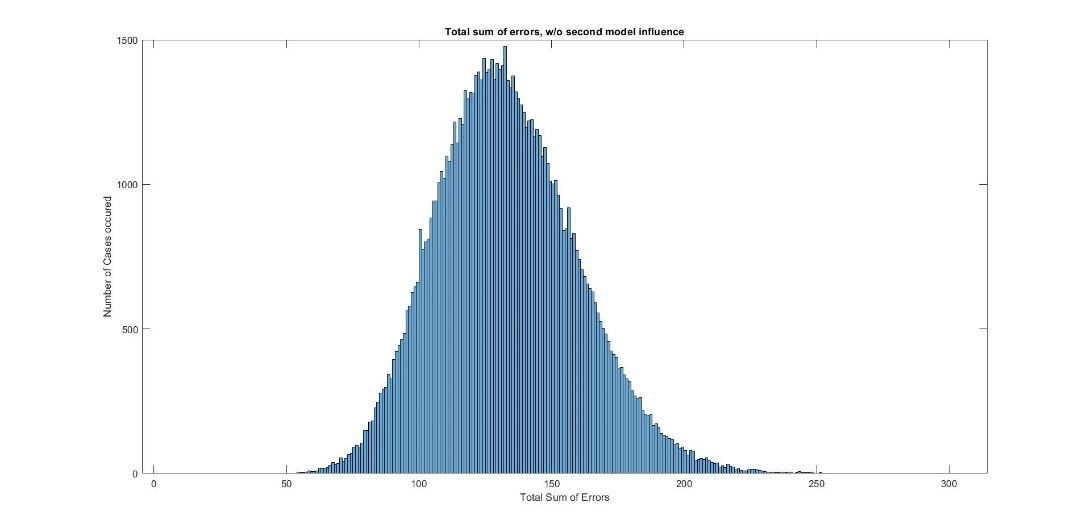 Total sum of errors, w/o second model influence
1500
1000
500
0
Number of Cases occured
0 50 100 150 200 250 300
Total Sum of Errors